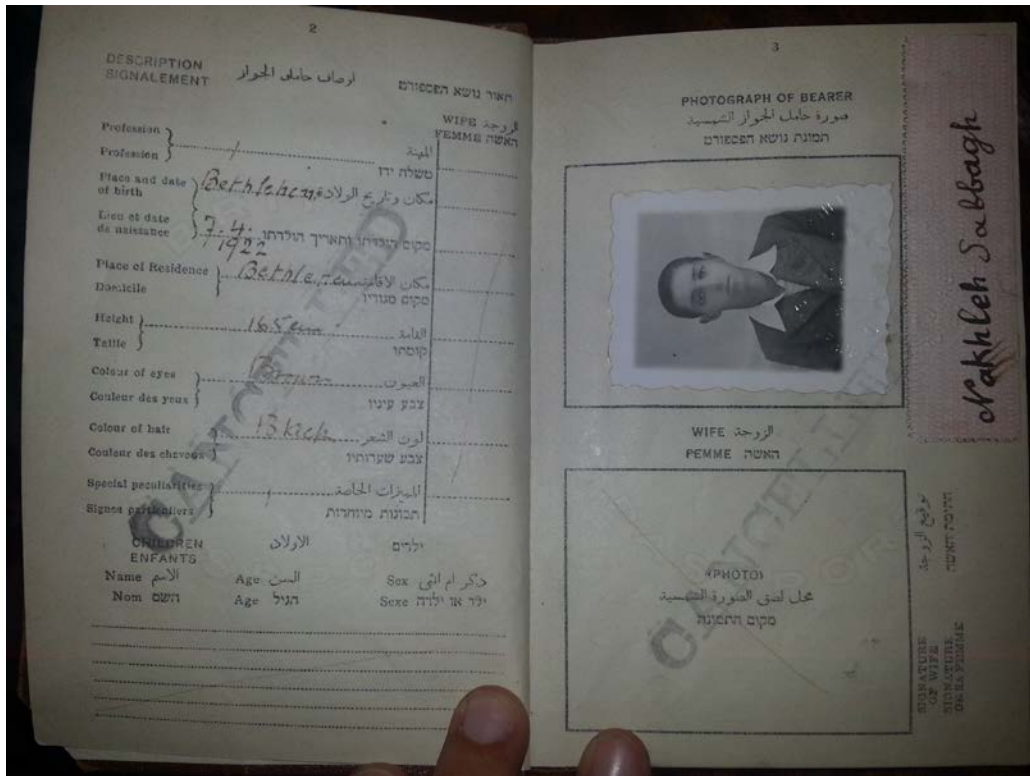 2
DESCRIPTION
SIGNALEMENT
اوصاف حامل الجواز
תאור נושא הפספורט
WIFE الزوجة
FEMME האשה
Profession
Profession
المهنة
משלח ידו
Place and date
of birth
Lieu et date
de naissance
Bethlehem
مكان وتاريخ الولادة
7.4.
1922
מקום הולדתו ותאריך הולדתו
Place of Residence
Domicile
مكان الاقامة
מקום מגוריו
Height
Taille
165 cm
القامة
קומתו
Colour of eyes
Couleur des yeux
Brown
العيون
צבע עיניו
Colour of hair
Couleur des cheveux
لون الشعر
צבע שערותיו
Special peculiarities
Signes particuliers
المميزات الخاصة
תכונות מיוחדות
CHILDREN الاولاد ילדים
ENFANTS
Name الاسم Age السن Sex ذكر ام انثى
Nom השם Age הגיל Sexe ילד או ילדה
CANCELLED
3
PHOTOGRAPH OF BEARER
صورة حامل الجواز الشمسية
תמונת נושא הפספורט
WIFE الزوجة
FEMME האשה
(PHOTO)
محل لصق الصورة الشمسية
מקום התמונה
CANCELLED
Nakhleh Sabbagh
توقيع الزوجة
חתימת האשה
SIGNATURE
OF WIFE
SIGNATURE
DE SA FEMME